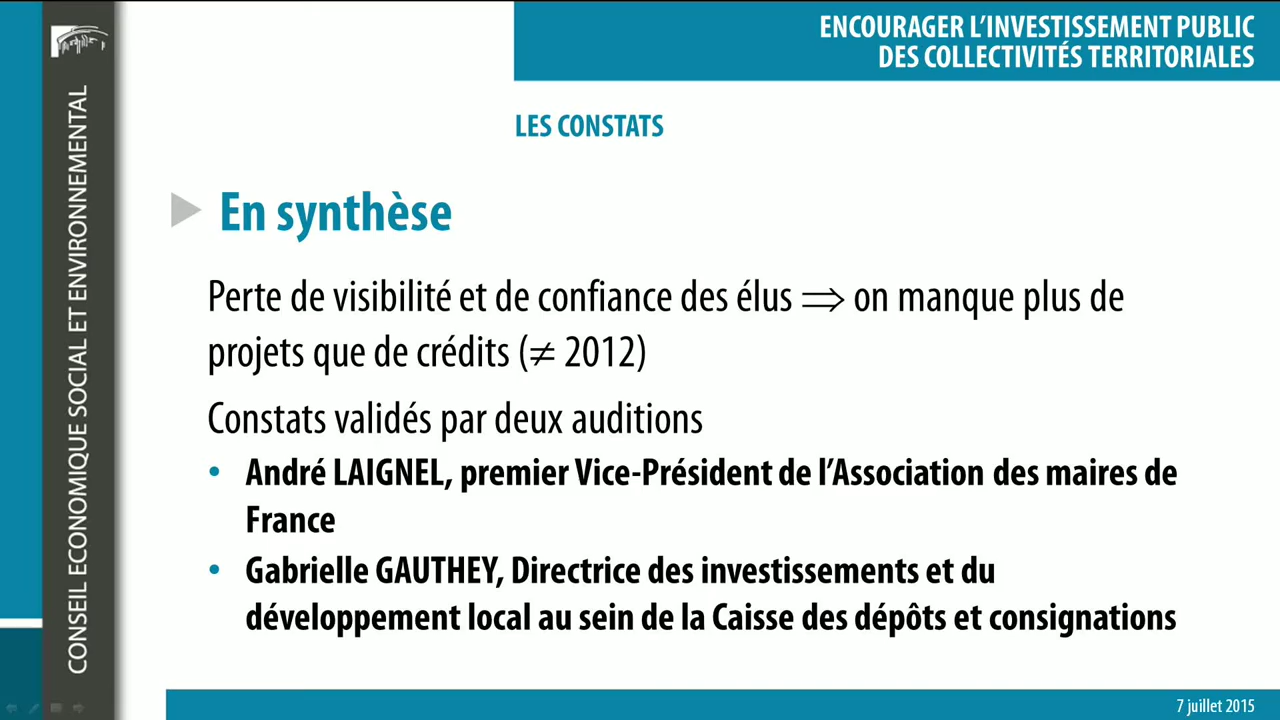 ENCOURAGER L'INVESTISSEMENT PUBLIC
DES COLLECTIVITÉS TERRITORIALES
CONSEIL ECONOMIQUE SOCIAL ET ENVIRONNEMENTAL
LES CONSTATS
En synthèse
Perte de visibilité et de confiance des élus ⇒ on manque plus de
projets que de crédits (≠ 2012)
Constats validés par deux auditions
• André LAIGNEL, premier Vice-Président de l'Association des maires de
France
• Gabrielle GAUTHEY, Directrice des investissements et du
développement local au sein de la Caisse des dépôts et consignations
7 juillet 2015